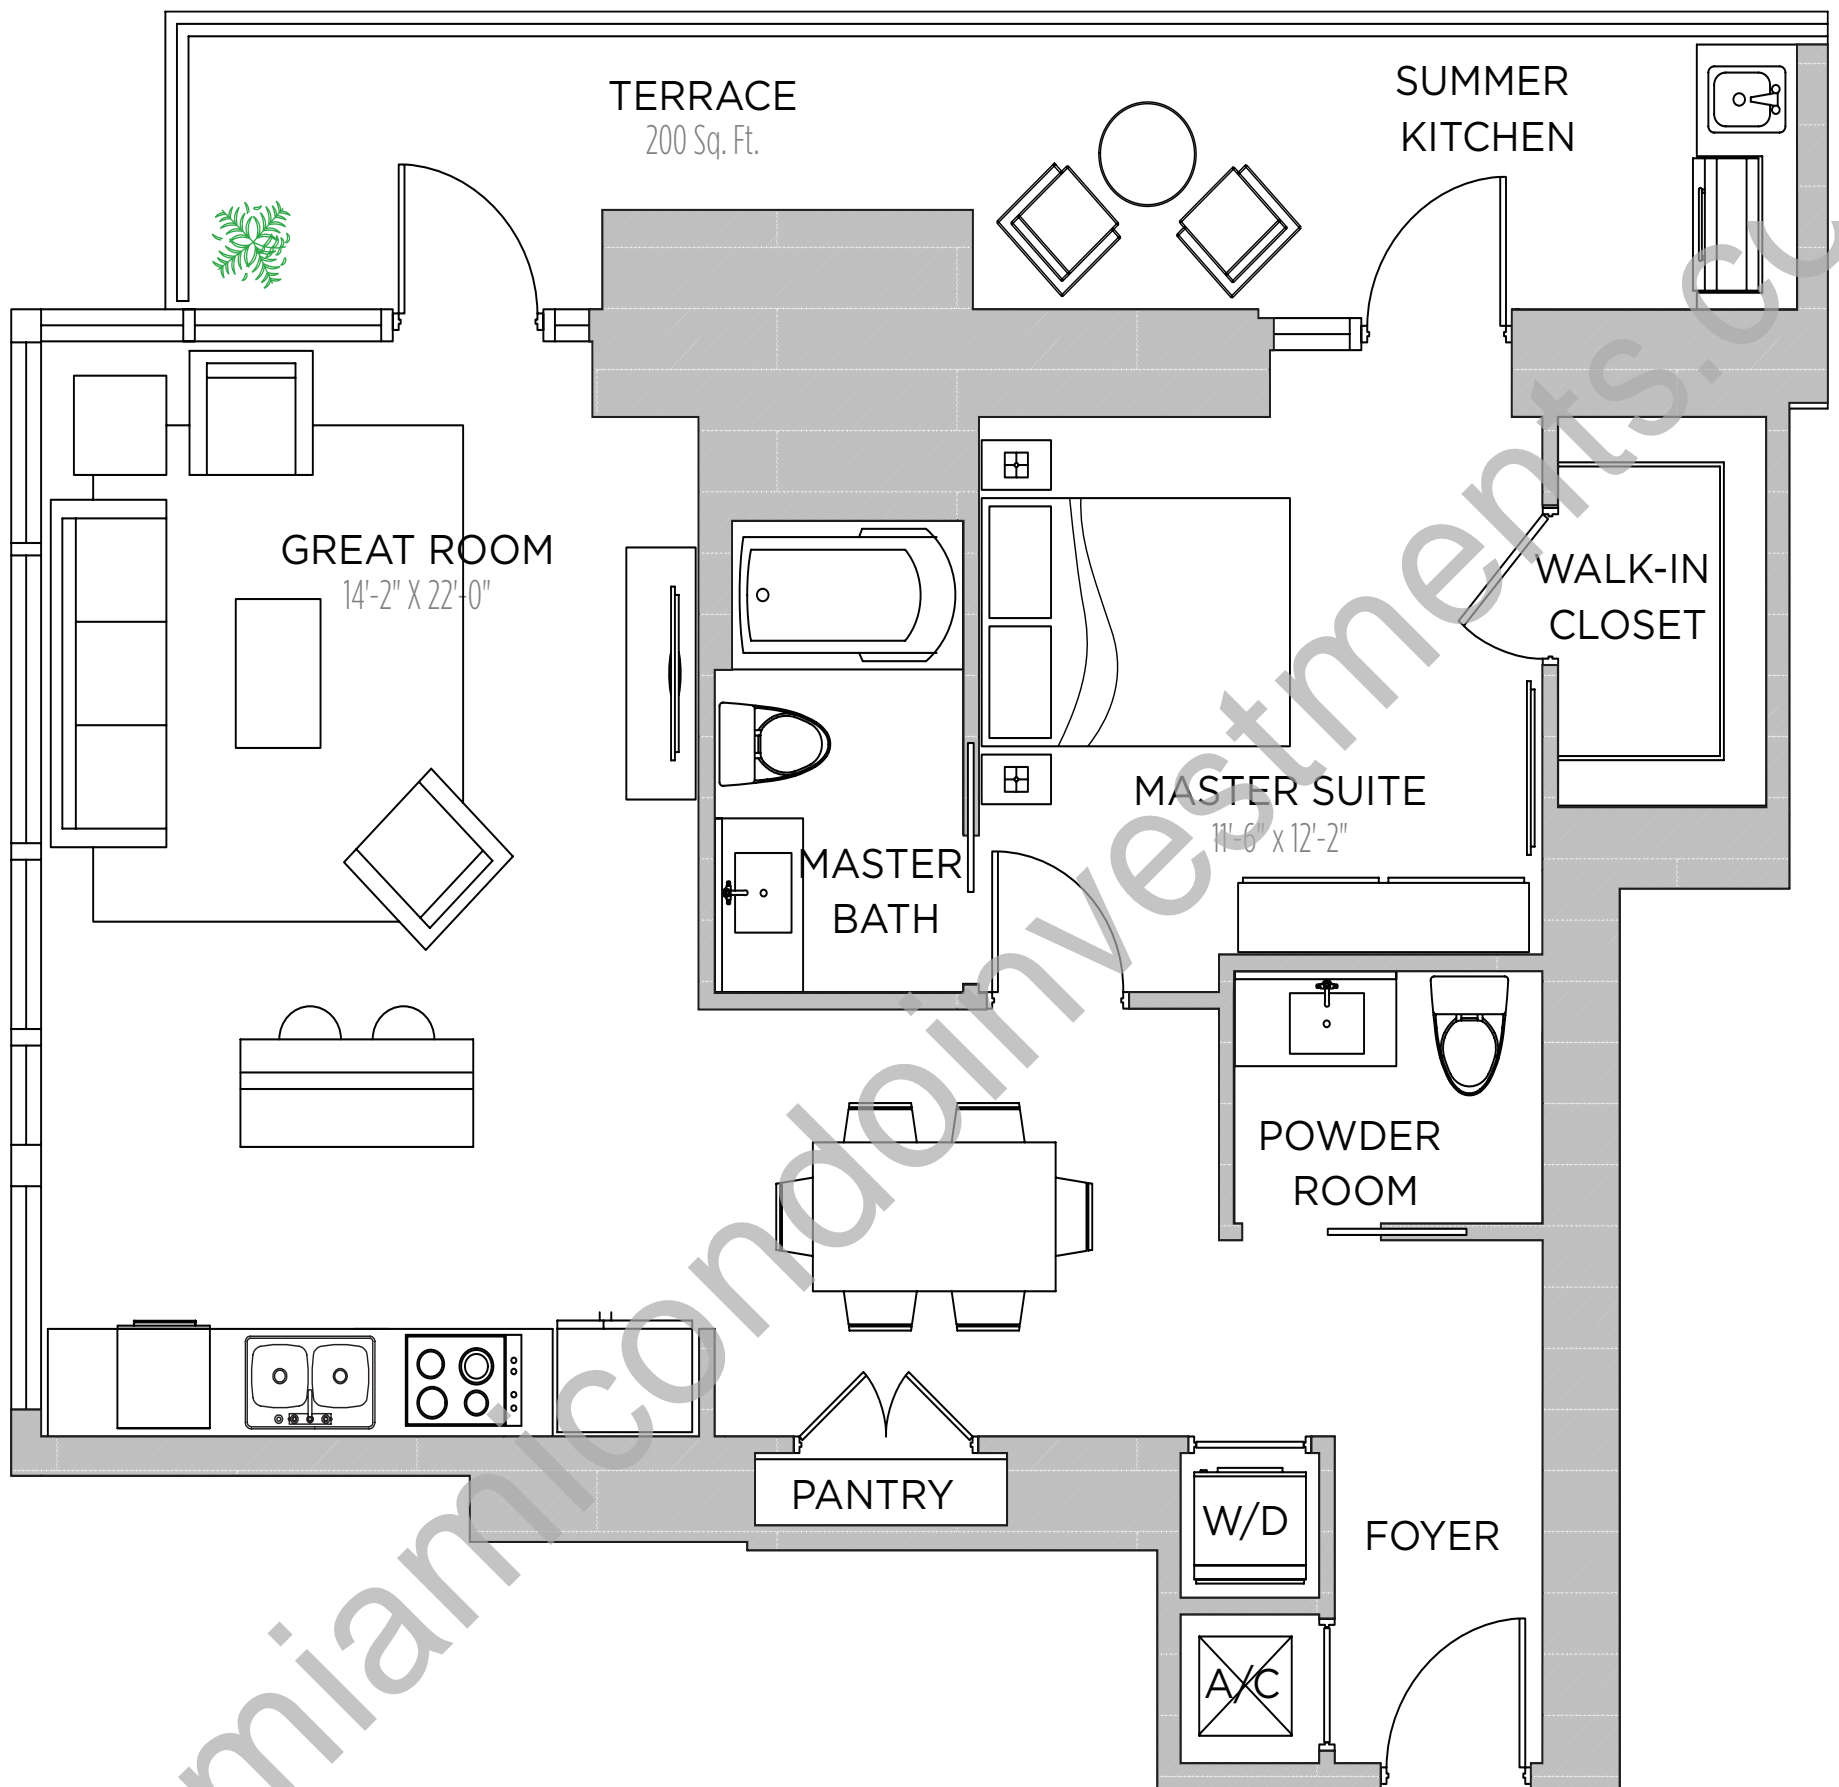 TERRACE
200 Sq. Ft.
SUMMER
KITCHEN
GREAT ROOM
14'-2" X 22'-0"
WALK-IN
CLOSET
MASTER SUITE
11'-6" x 12'-2"
MASTER
BATH
POWDER
ROOM
PANTRY
W/D
FOYER
A/C
miamicondoinvestments.co